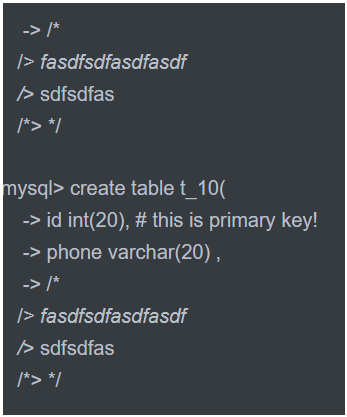 -> /*
/> fasdfsdfasdfasdf
/> sdfsdfas
/*> */
mysql> create table t_10(
-> id int(20), # this is primary key!
-> phone varchar(20) ,
-> /*
/> fasdfsdfasdfasdf
/> sdfsdfas
/*> */